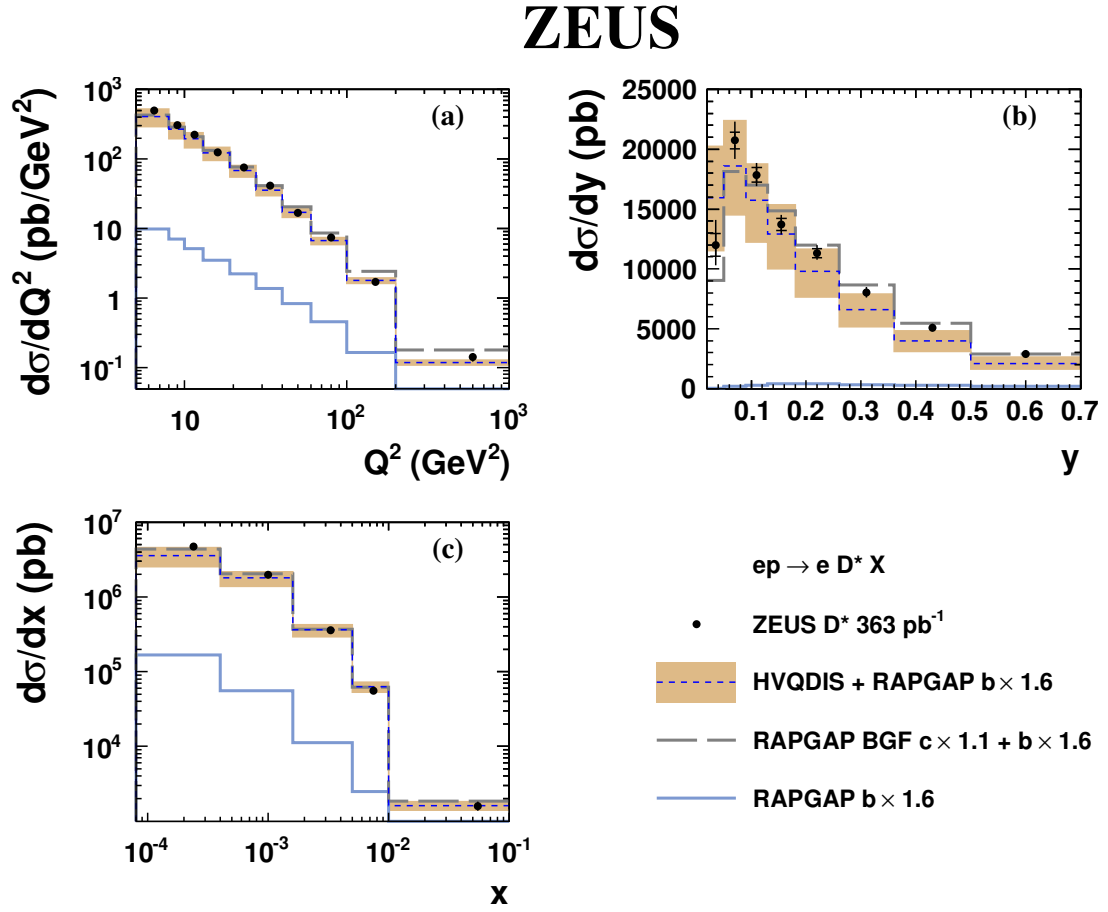 ZEUS
dσ/dQ² (pb/GeV²)
10³
10²
10
1
10⁻¹
(a)
10
10²
10³
Q² (GeV²)
dσ/dy (pb)
25000
20000
15000
10000
5000
0
(b)
0.1
0.2
0.3
0.4
0.5
0.6
0.7
y
dσ/dx (pb)
10⁷
10⁶
10⁵
10⁴
(c)
10⁻⁴
10⁻³
10⁻²
10⁻¹
x
ep → e D* X
ZEUS D* 363 pb⁻¹
HVQDIS + RAPGAP b × 1.6
RAPGAP BGF c × 1.1 + b × 1.6
RAPGAP b × 1.6